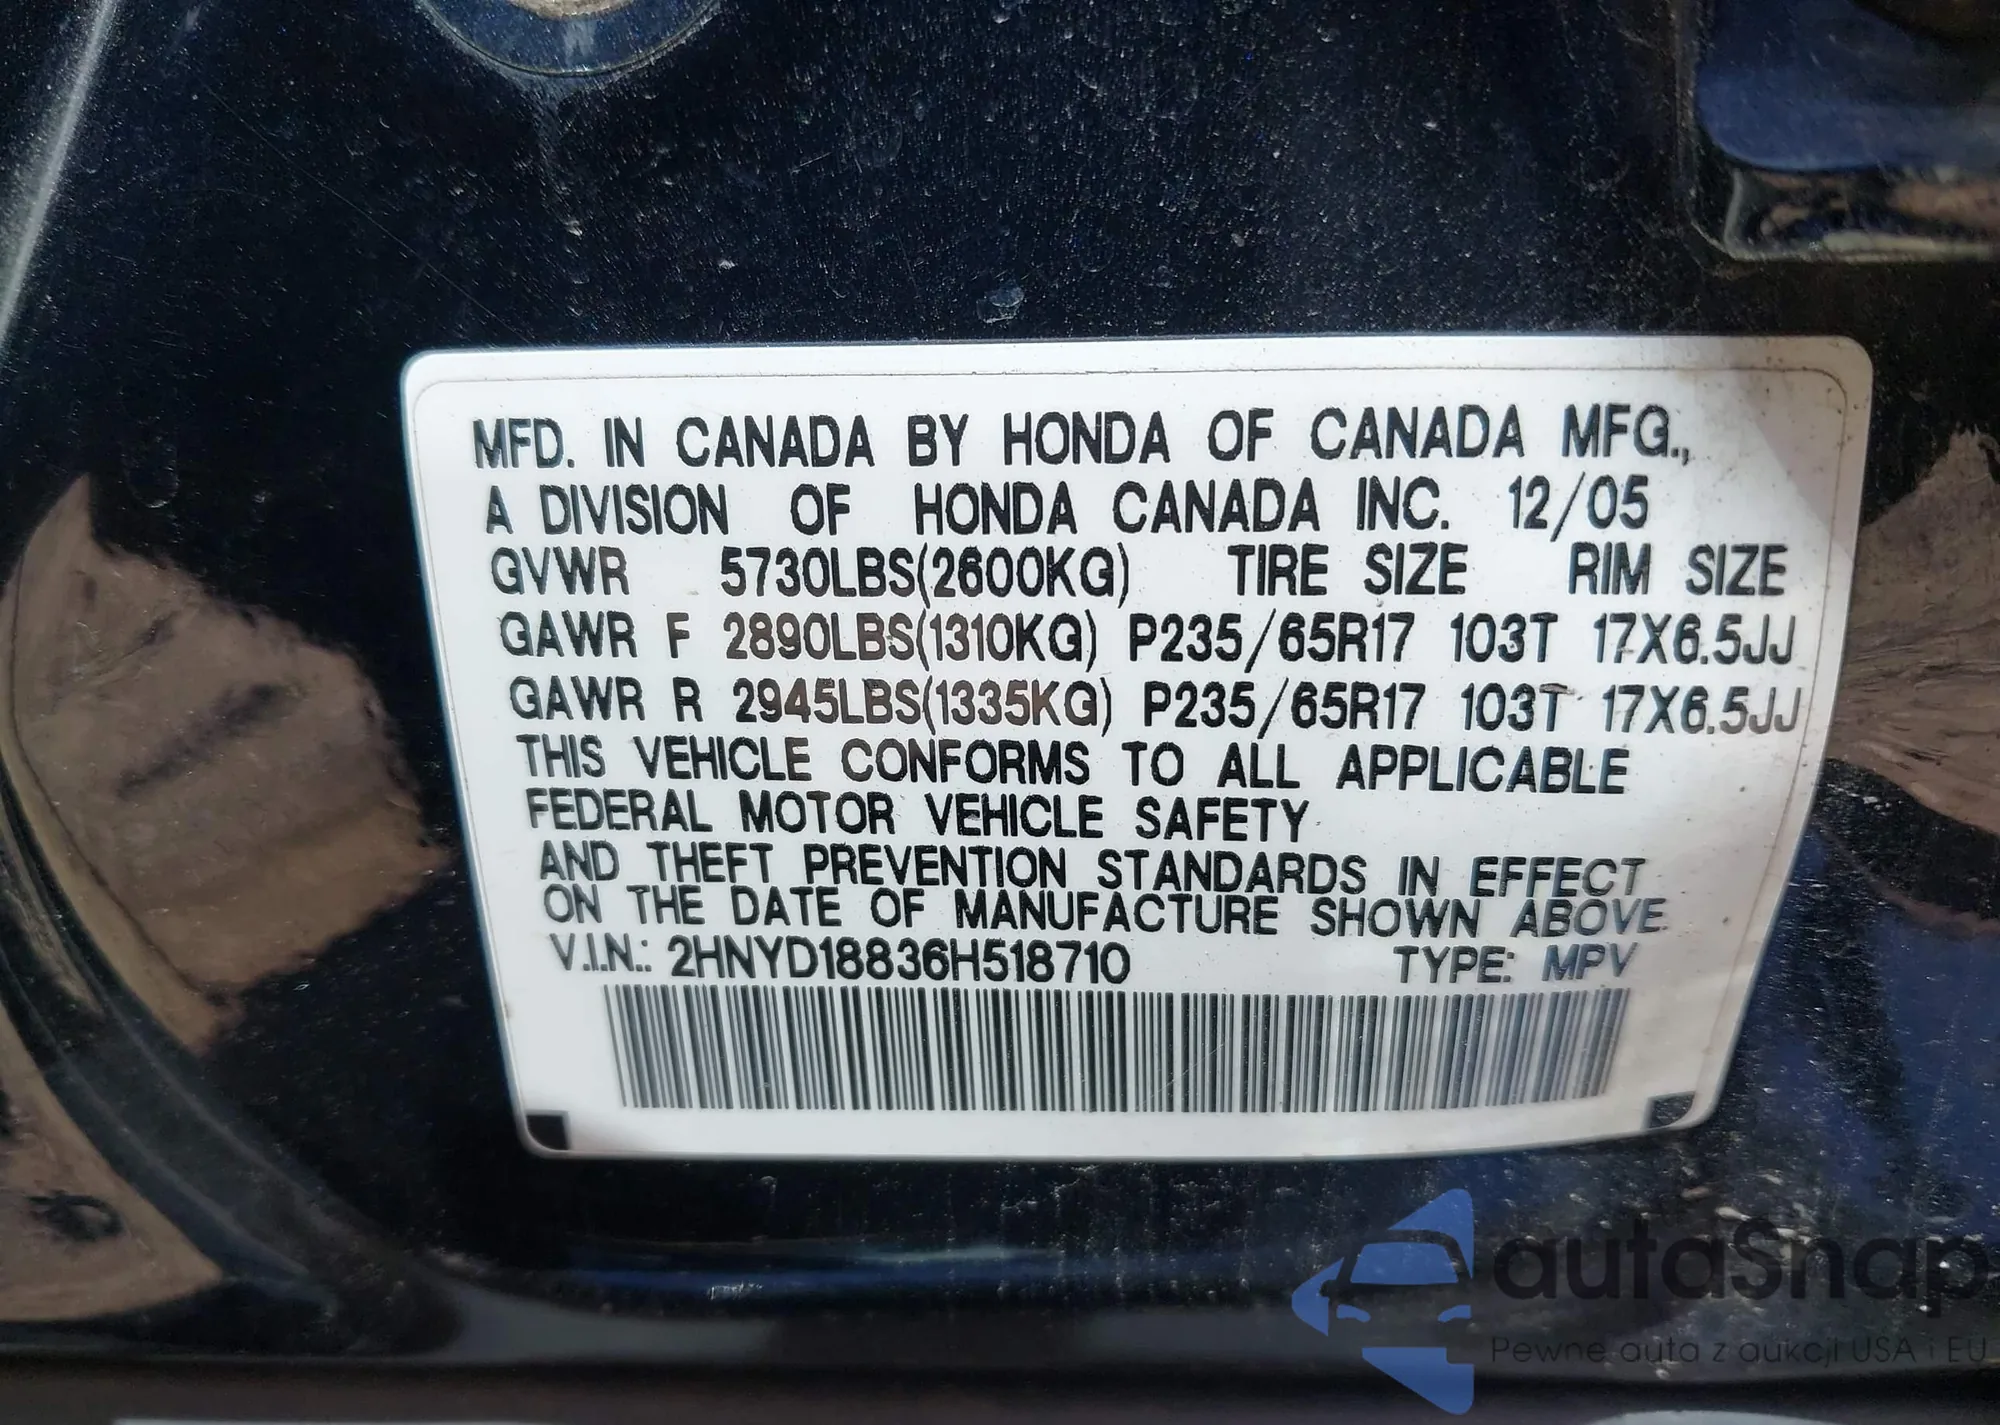 MFD. IN CANADA BY HONDA OF CANADA MFG.,
A DIVISION OF HONDA CANADA INC. 12/05
GVWR 5730LBS(2600KG) TIRE SIZE RIM SIZE
GAWR F 2890LBS(1310KG) P235/65R17 103T 17X6.5JJ
GAWR R 2945LBS(1335KG) P235/65R17 103T 17X6.5JJ
THIS VEHICLE CONFORMS TO ALL APPLICABLE
FEDERAL MOTOR VEHICLE SAFETY
AND THEFT PREVENTION STANDARDS IN EFFECT
ON THE DATE OF MANUFACTURE SHOWN ABOVE.
V.I.N.: 2HNYD18836H518710 TYPE: MPV
autaSnap
Pewne auta z aukcji USA i EU